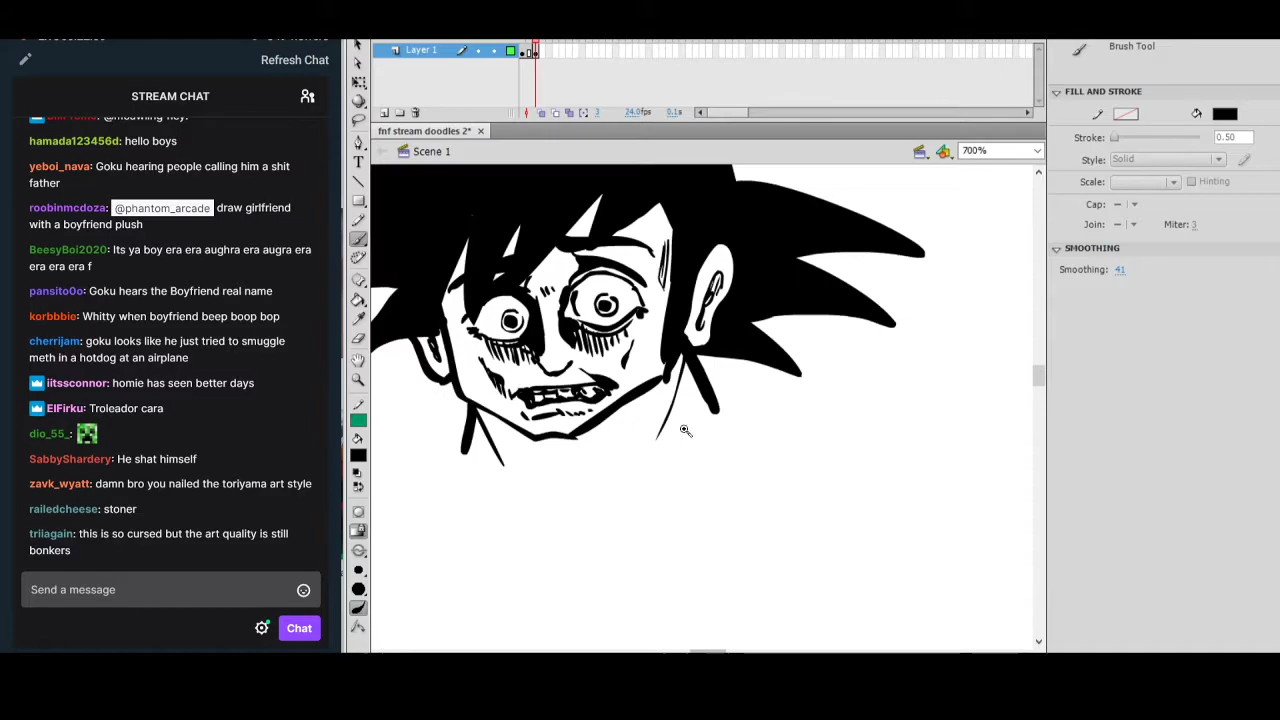 Refresh Chat
STREAM CHAT
hamada123456d: hello boys
yeboi_nava: Goku hearing people calling him a shit
father
roobinmcdoza: @phantom_arcade draw girlfriend
with a boyfriend plush
BeesyBoi2020: Its ya boy era era aughra era augra era
era era era f
pansito0o: Goku hears the Boyfriend real name
korbbbie: Whitty when boyfriend beep boop bop
cherrijam: goku looks like he just tried to smuggle
meth in a hotdog at an airplane
iitssconnor: homie has seen better days
ElFirku: Troleador cara
dio_55_:
SabbyShardery: He shat himself
zavk_wyatt: damn bro you nailed the toriyama art style
railedcheese: stoner
triiagain: this is so cursed but the art quality is still
bonkers
Send a message
Chat
Layer 1
3 24.0fps 0.1s
fnf stream doodles 2*
Scene 1
700%
Brush Tool
FILL AND STROKE
Stroke: 0.50
Style: Solid
Scale: Hinting
Cap:
Join: Miter: 3
SMOOTHING
Smoothing: 41